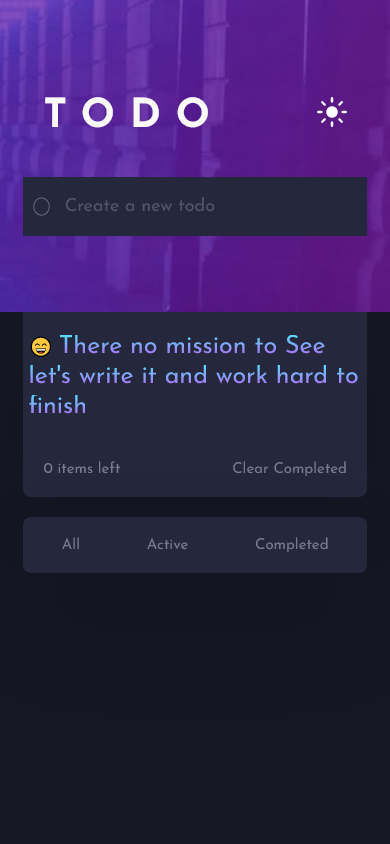 TODO
Create a new todo
😄 There no mission to See
let's write it and work hard to
finish
0 items left Clear Completed
All Active Completed